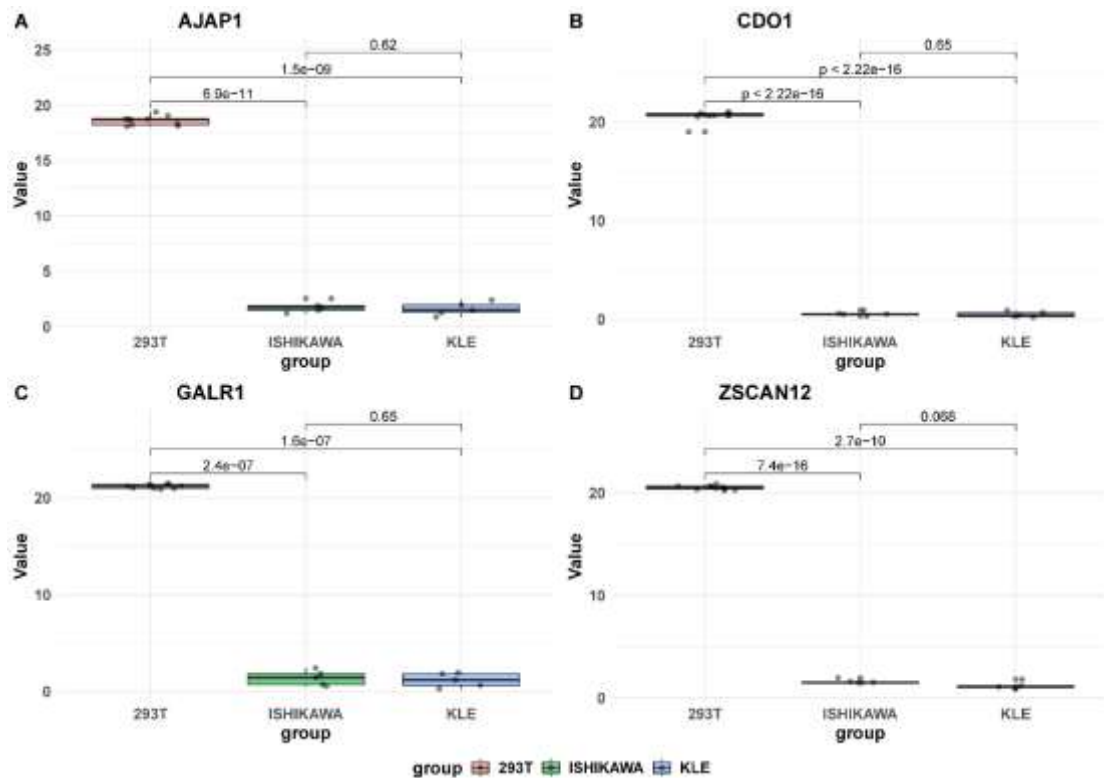 A AJAP1
25
20
15
10
5
0
Value
0.62
1.5e−09
6.9e−11
293T ISHIKAWA KLE
group
B CDO1
20
10
0
Value
0.65
p < 2.22e−16
p < 2.22e−16
293T ISHIKAWA KLE
group
C GALR1
20
10
0
Value
0.65
1.6e−07
2.4e−07
293T ISHIKAWA KLE
group
D ZSCAN12
20
10
0
Value
0.068
2.7e−10
7.4e−16
293T ISHIKAWA KLE
group
group 293T ISHIKAWA KLE